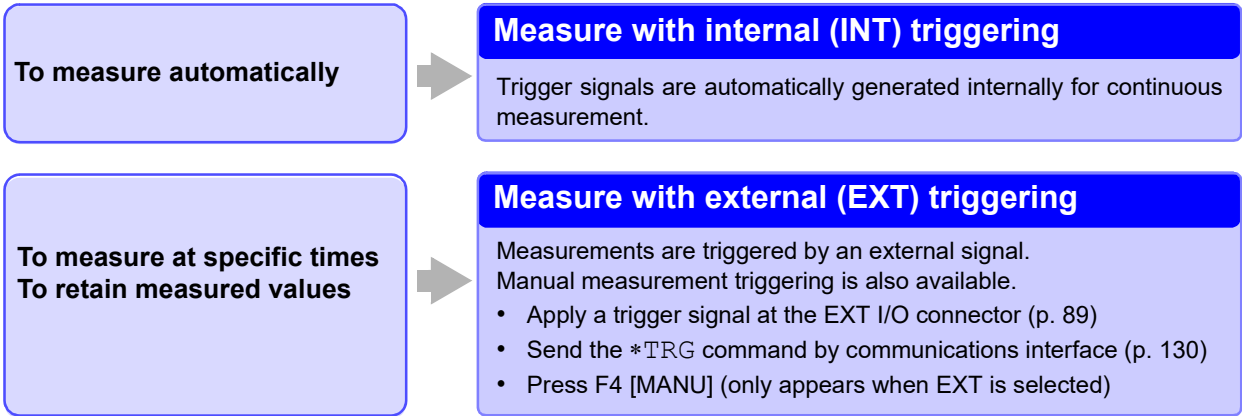 To measure automatically
Measure with internal (INT) triggering
Trigger signals are automatically generated internally for continuous
measurement.
To measure at specific times
To retain measured values
Measure with external (EXT) triggering
Measurements are triggered by an external signal.
Manual measurement triggering is also available.
• Apply a trigger signal at the EXT I/O connector (p. 89)
• Send the *TRG command by communications interface (p. 130)
• Press F4 [MANU] (only appears when EXT is selected)